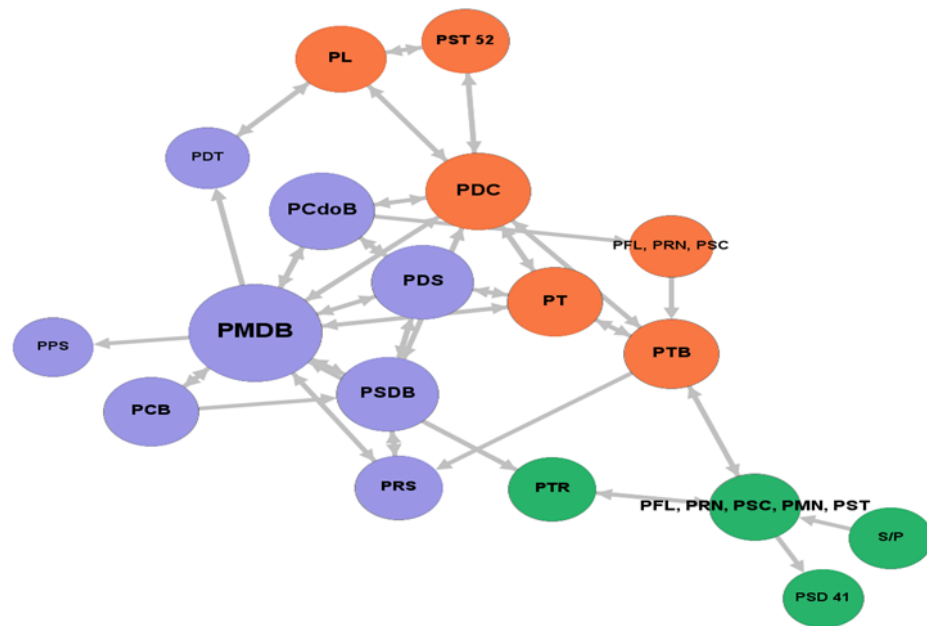 PST 52
PL
PDT
PDC
PCdoB
PFL, PRN, PSC
PDS
PT
PMDB
PPS
PTB
PSDB
PCB
PRS
PTR
PFL, PRN, PSC, PMN, PST
S/P
PSD 41